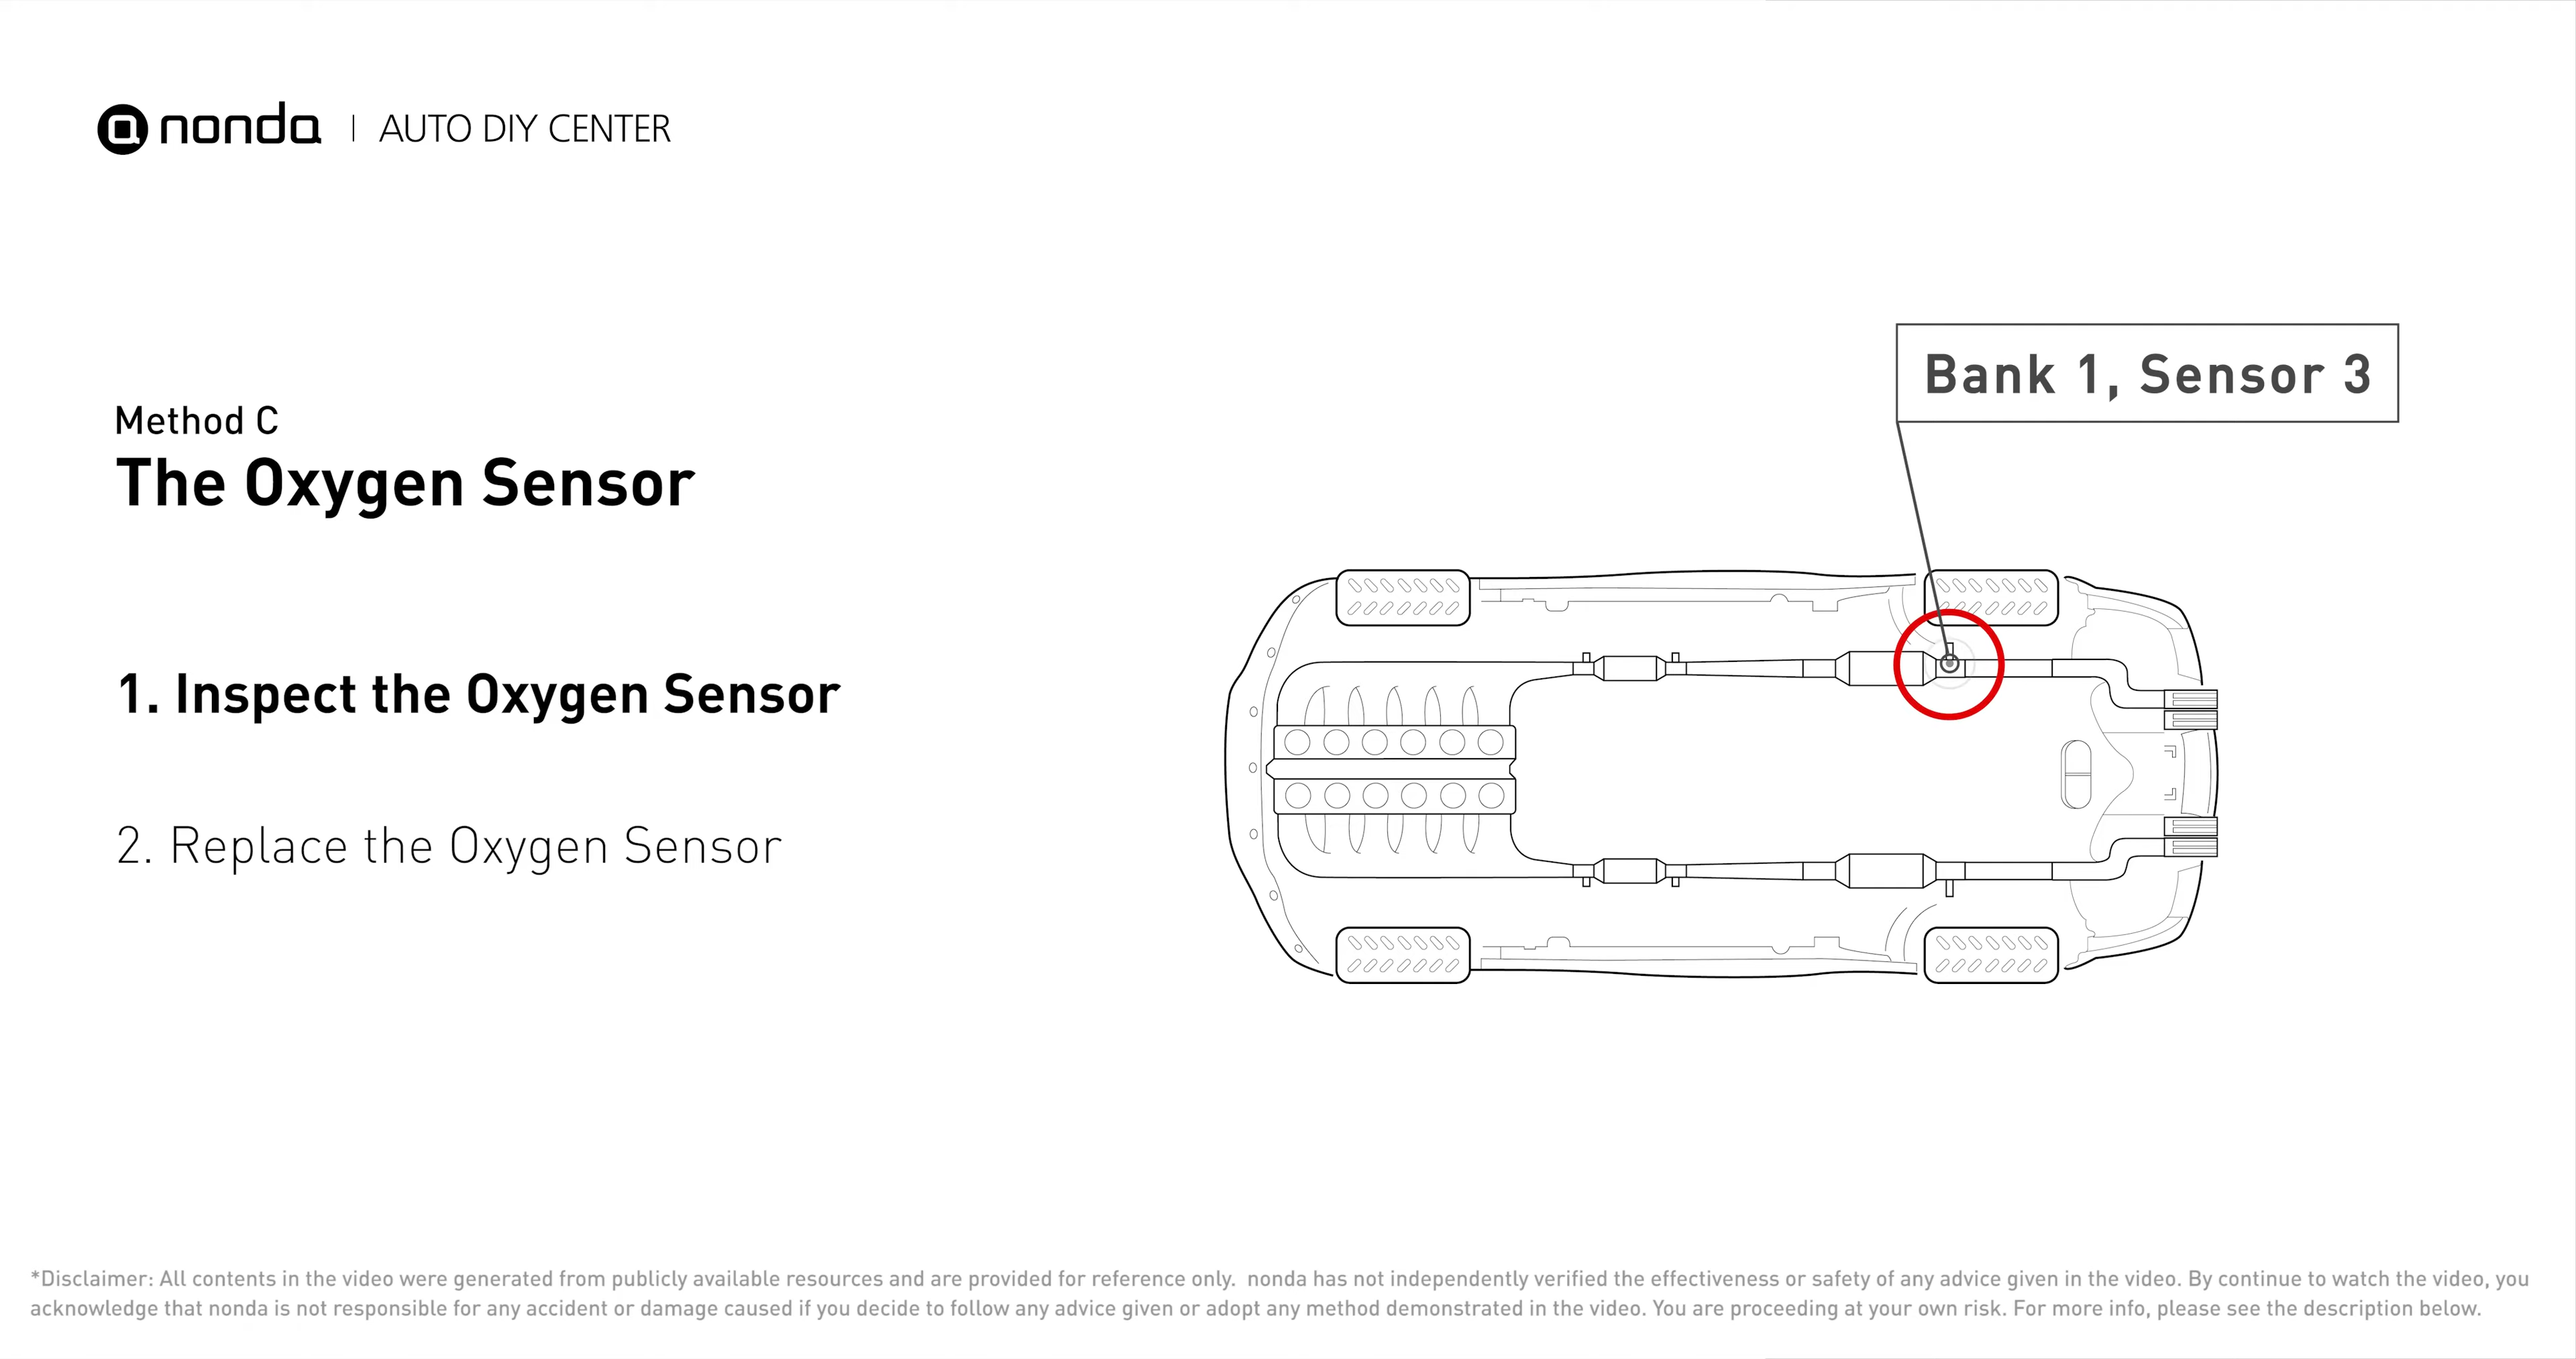 nonda | AUTO DIY CENTER
Bank 1, Sensor 3
Method C
The Oxygen Sensor
1. Inspect the Oxygen Sensor
2. Replace the Oxygen Sensor
*Disclaimer: All contents in the video were generated from publicly available resources and are provided for reference only. nonda has not independently verified the effectiveness or safety of any advice given in the video. By continue to watch the video, you
acknowledge that nonda is not responsible for any accident or damage caused if you decide to follow any advice given or adopt any method demonstrated in the video. You are proceeding at your own risk. For more info, please see the description below.